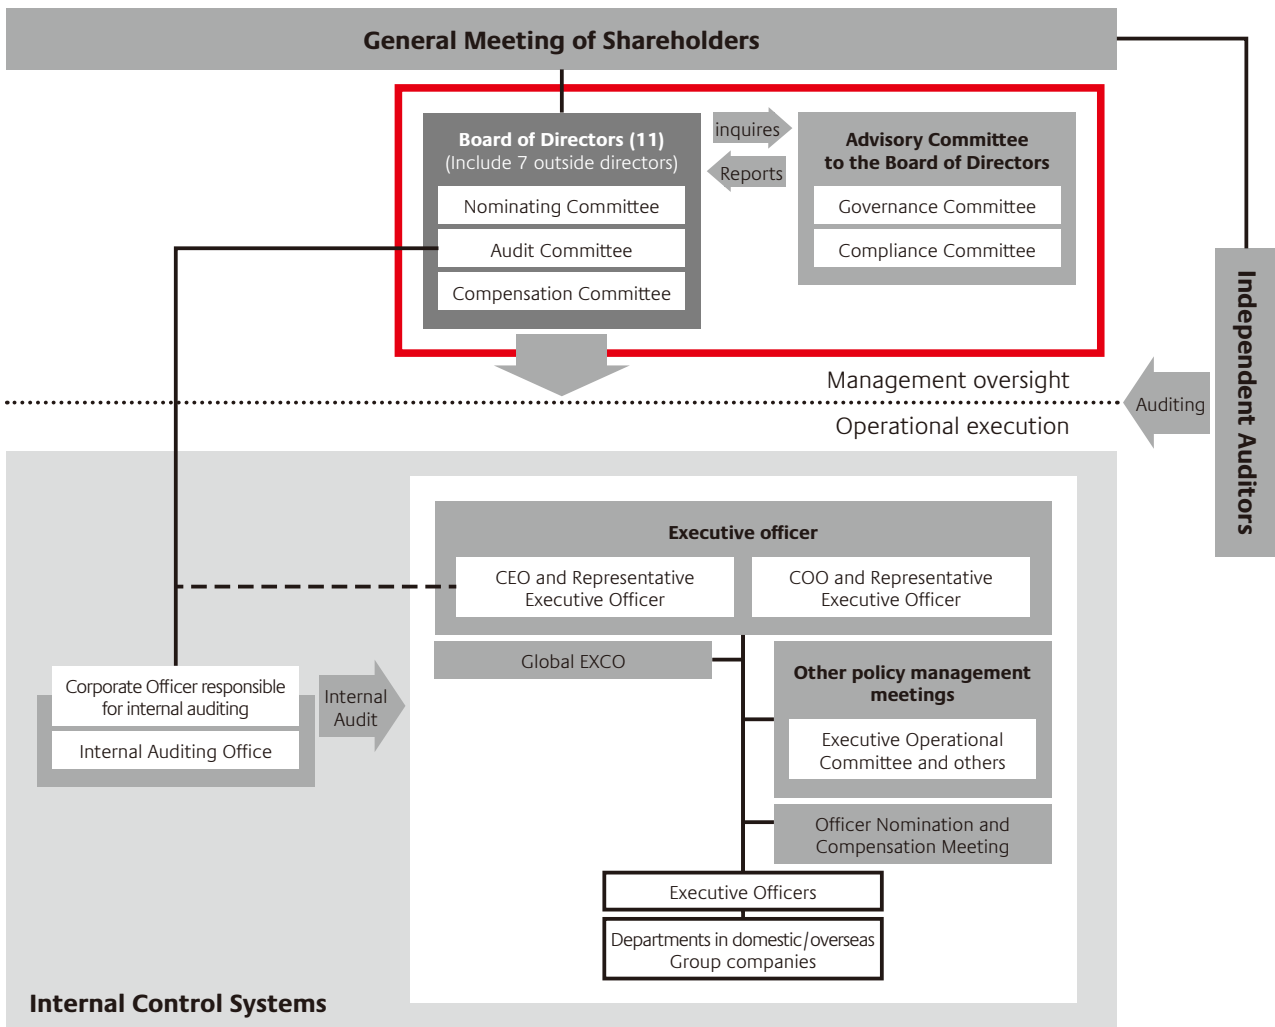 General Meeting of Shareholders
Board of Directors (11)
(Include 7 outside directors)
Nominating Committee
Audit Committee
Compensation Committee
inquires
Reports
Advisory Committee
to the Board of Directors
Governance Committee
Compliance Committee
Independent Auditors
Auditing
Management oversight
Operational execution
Executive officer
CEO and Representative
Executive Officer
COO and Representative
Executive Officer
Global EXCO
Other policy management
meetings
Executive Operational
Committee and others
Officer Nomination and
Compensation Meeting
Corporate Officer responsible
for internal auditing
Internal Auditing Office
Internal
Audit
Executive Officers
Departments in domestic/overseas
Group companies
Internal Control Systems